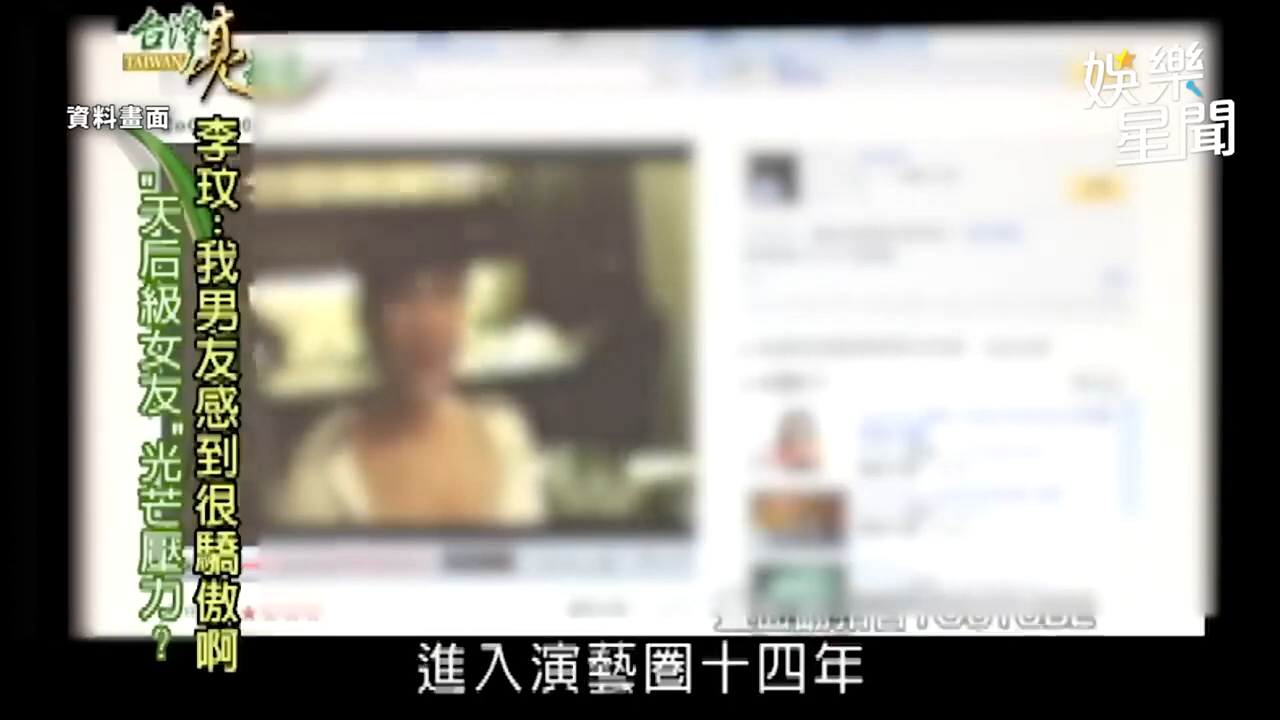 台灣
TAIWAN
娛樂
星聞
資料畫面
李玟:我男友感到很驕傲啊
"天后級女友"光芒壓力?
YOUTUBE
進入演藝圈十四年